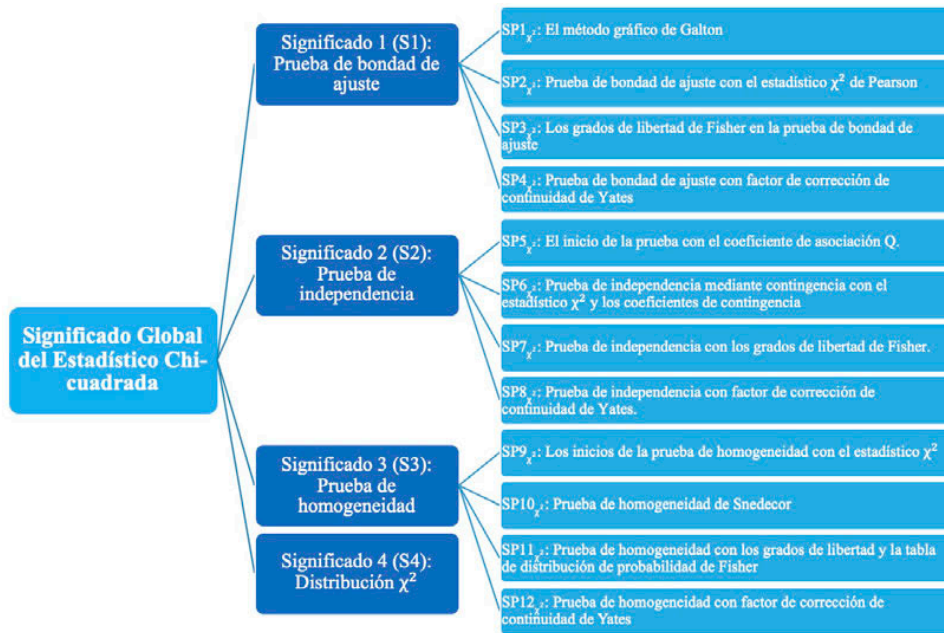 Significado Global
del Estadístico Chi-
cuadrada
Significado 1 (S1):
Prueba de bondad de
ajuste
SP1χ²: El método gráfico de Galton
SP2χ²: Prueba de bondad de ajuste con el estadístico χ² de Pearson
SP3χ²: Los grados de libertad de Fisher en la prueba de bondad de
ajuste
SP4χ²: Prueba de bondad de ajuste con factor de corrección de
continuidad de Yates
Significado 2 (S2):
Prueba de
independencia
SP5χ²: El inicio de la prueba con el coeficiente de asociación Q.
SP6χ²: Prueba de independencia mediante contingencia con el
estadístico χ² y los coeficientes de contingencia
SP7χ²: Prueba de independencia con los grados de libertad de Fisher.
SP8χ²: Prueba de independencia con factor de corrección de
continuidad de Yates.
Significado 3 (S3):
Prueba de
homogeneidad
SP9χ²: Los inicios de la prueba de homogeneidad con el estadístico χ²
SP10χ²: Prueba de homogeneidad de Snedecor
SP11χ²: Prueba de homogeneidad con los grados de libertad y la tabla
de distribución de probabilidad de Fisher
SP12χ²: Prueba de homogeneidad con factor de corrección de
continuidad de Yates
Significado 4 (S4):
Distribución χ²